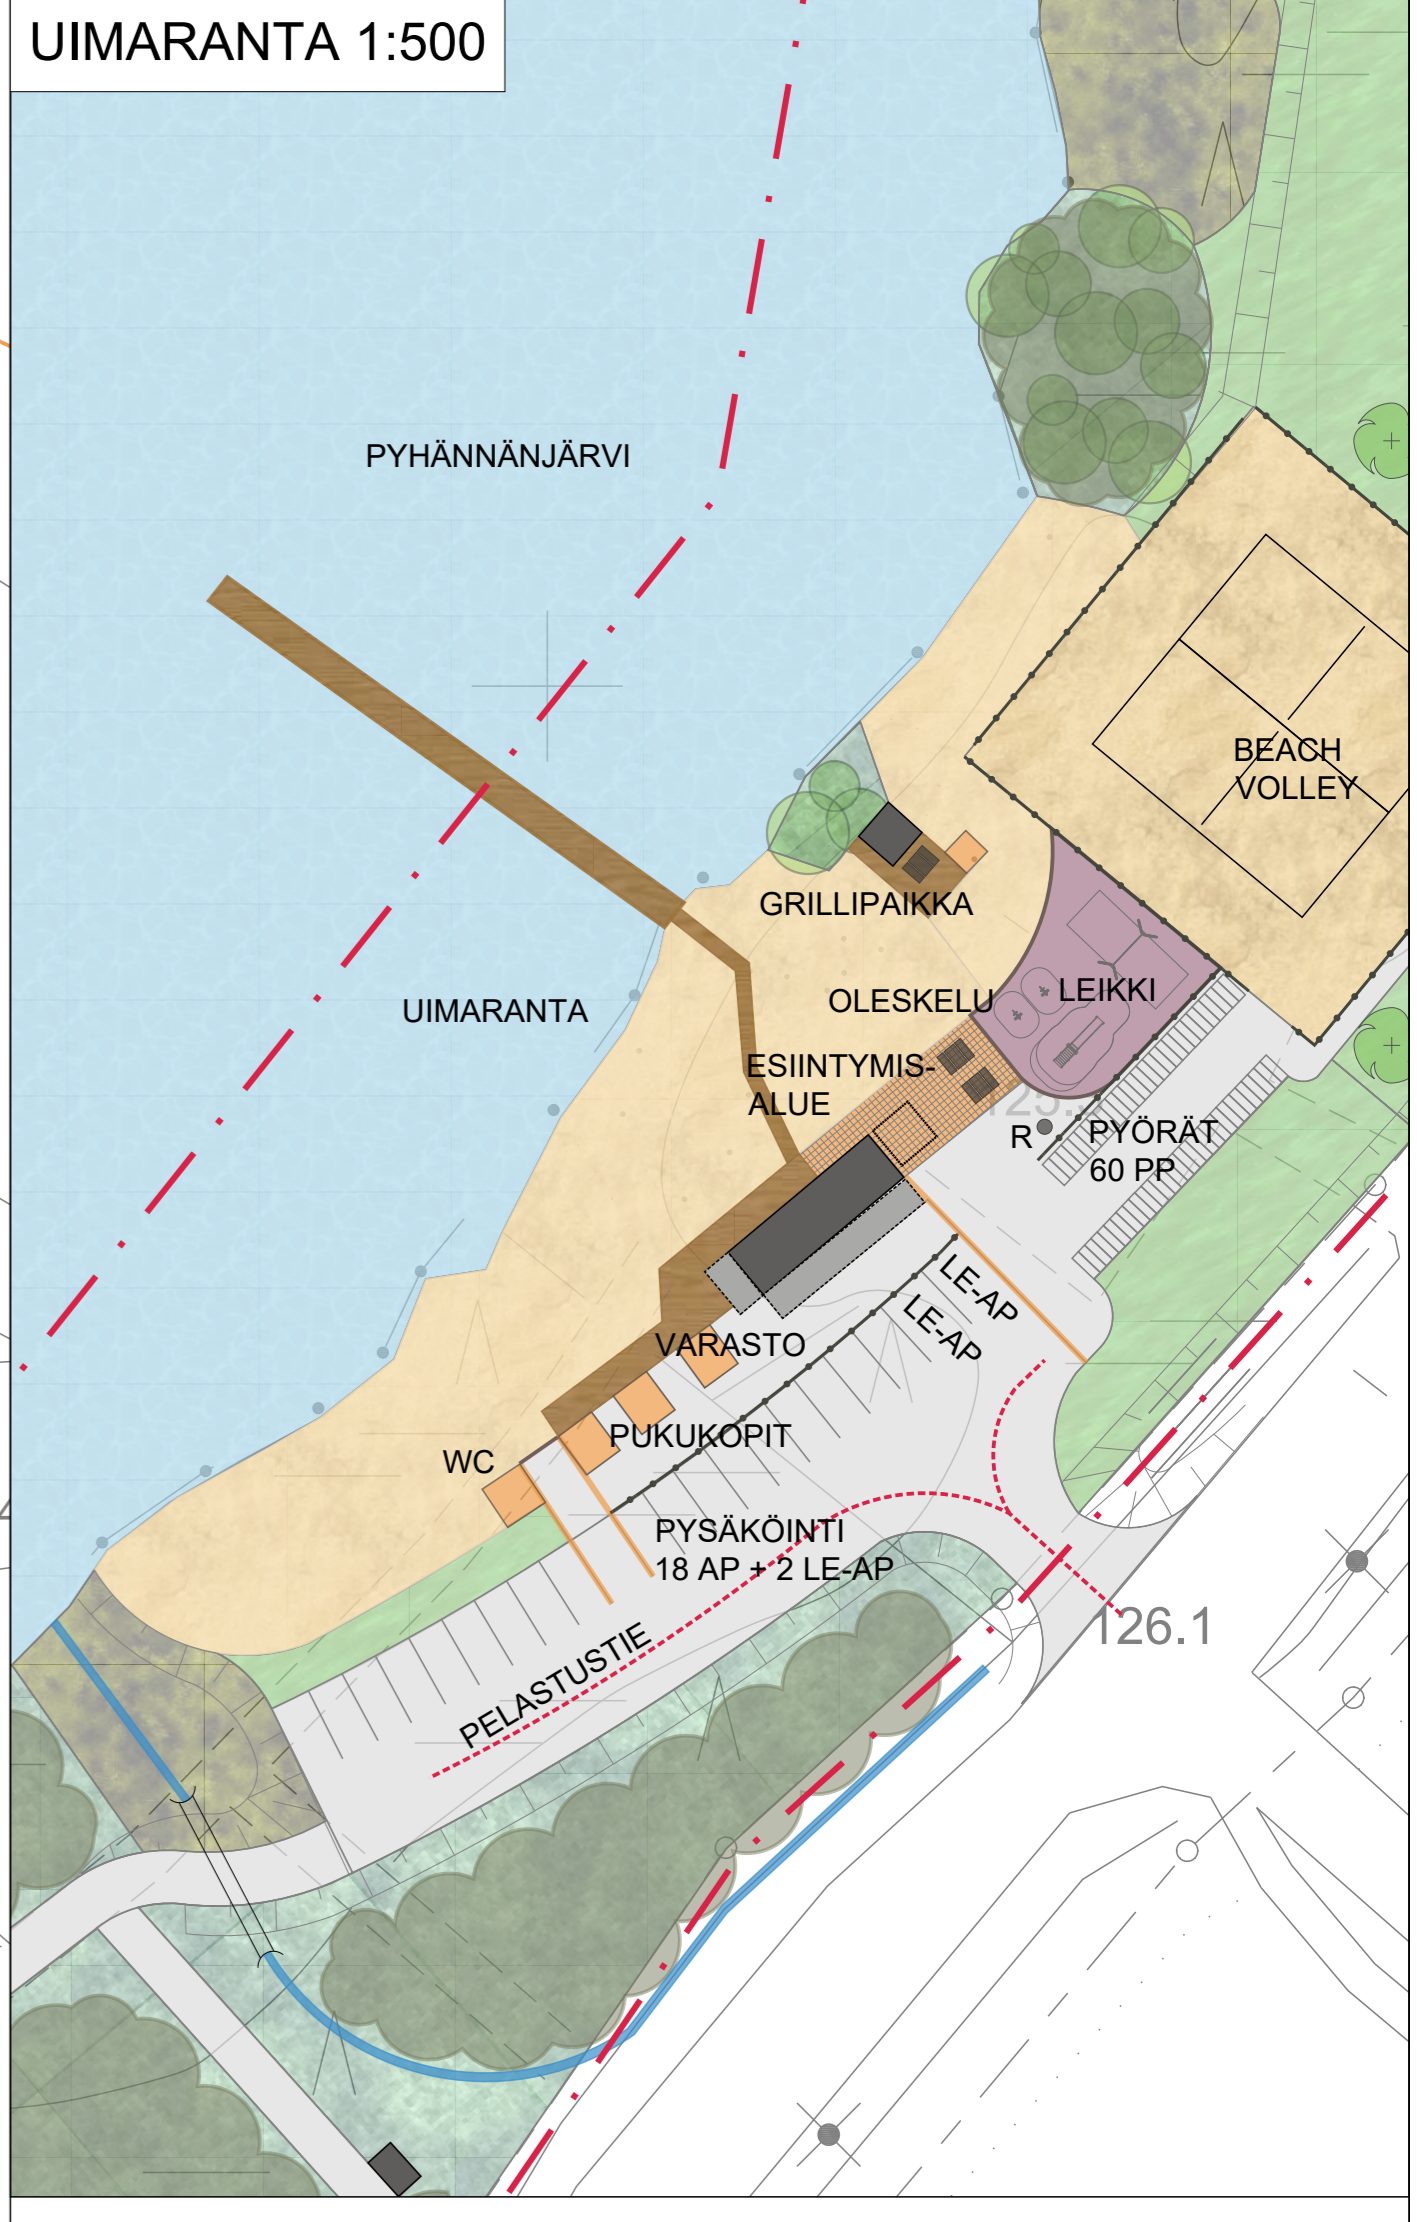 UIMARANTA 1:500
PYHÄNNÄNJÄRVI
BEACH
VOLLEY
GRILLIPAIKKA
LEIKKI
OLESKELU
UIMARANTA
ESIINTYMIS-
ALUE
R
PYÖRÄT
60 PP
LE-AP
LE-AP
VARASTO
PUKUKOPIT
WC
PYSÄKÖINTI
18 AP + 2 LE-AP
PELASTUSTIE
126.1